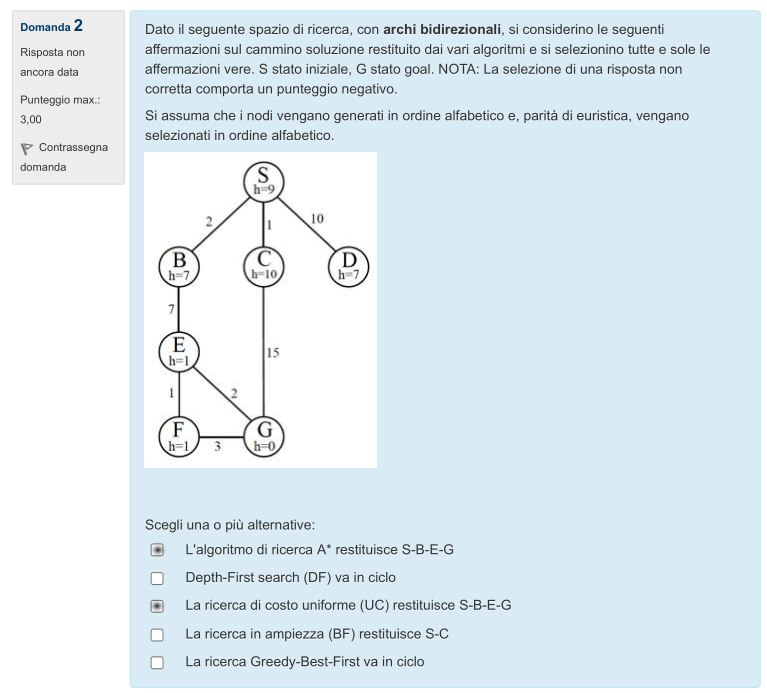 Domanda 2
Risposta non
ancora data
Punteggio max.:
3,00
Contrassegna
domanda
Dato il seguente spazio di ricerca, con archi bidirezionali, si considerino le seguenti
affermazioni sul cammino soluzione restituito dai vari algoritmi e si selezionino tutte e sole le
affermazioni vere. S stato iniziale, G stato goal. NOTA: La selezione di una risposta non
corretta comporta un punteggio negativo.
Si assuma che i nodi vengano generati in ordine alfabetico e, parità di euristica, vengano
selezionati in ordine alfabetico.
S
h=9
2
1
10
B
h=7
C
h=10
D
h=7
7
E
h=1
15
1
2
F
h=1
3
G
h=0
Scegli una o più alternative:
L'algoritmo di ricerca A* restituisce S-B-E-G
Depth-First search (DF) va in ciclo
La ricerca di costo uniforme (UC) restituisce S-B-E-G
La ricerca in ampiezza (BF) restituisce S-C
La ricerca Greedy-Best-First va in ciclo